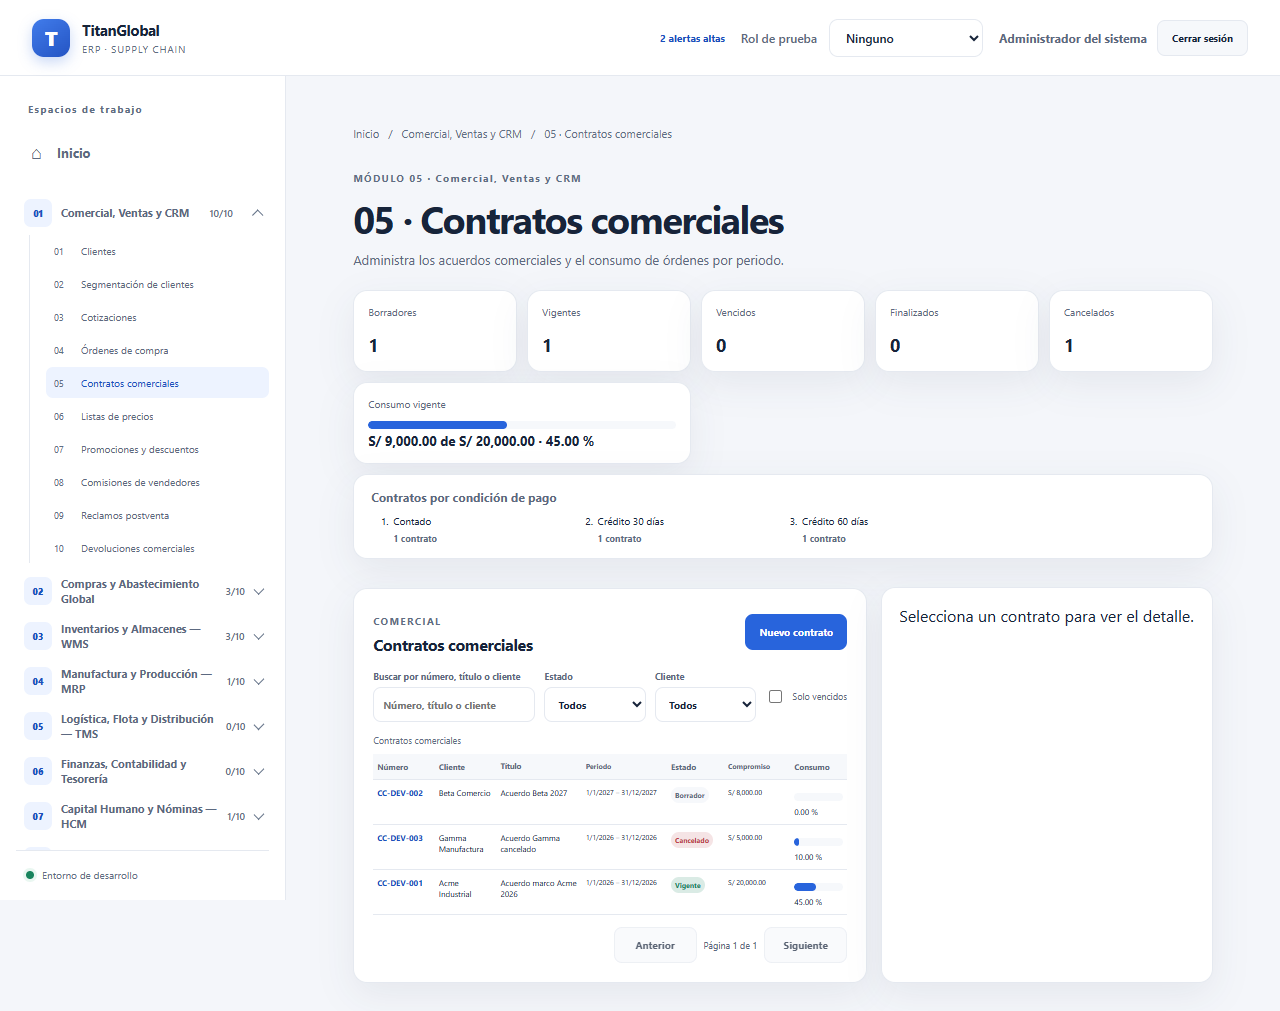 T
TitanGlobal
ERP · SUPPLY CHAIN
2 alertas altas
Rol de prueba
Ninguno
Administrador del sistema
Cerrar sesión
Espacios de trabajo
Inicio
01 Comercial, Ventas y CRM 10/10
01 Clientes
02 Segmentación de clientes
03 Cotizaciones
04 Órdenes de compra
05 Contratos comerciales
06 Listas de precios
07 Promociones y descuentos
08 Comisiones de vendedores
09 Reclamos postventa
10 Devoluciones comerciales
02 Compras y Abastecimiento Global 3/10
03 Inventarios y Almacenes — WMS 3/10
04 Manufactura y Producción — MRP 1/10
05 Logística, Flota y Distribución — TMS 0/10
06 Finanzas, Contabilidad y Tesorería 0/10
07 Capital Humano y Nóminas — HCM 1/10
Entorno de desarrollo
Inicio / Comercial, Ventas y CRM / 05 · Contratos comerciales
MÓDULO 05 · Comercial, Ventas y CRM
05 · Contratos comerciales
Administra los acuerdos comerciales y el consumo de órdenes por periodo.
Borradores
1
Vigentes
1
Vencidos
0
Finalizados
0
Cancelados
1
Consumo vigente
S/ 9,000.00 de S/ 20,000.00 · 45.00 %
Contratos por condición de pago
1. Contado
1 contrato
2. Crédito 30 días
1 contrato
3. Crédito 60 días
1 contrato
COMERCIAL
Contratos comerciales
Nuevo contrato
Buscar por número, título o cliente
Número, título o cliente
Estado
Todos
Cliente
Todos
Solo vencidos
Contratos comerciales
Número Cliente Título Periodo Estado Compromiso Consumo
CC-DEV-002 Beta Comercio Acuerdo Beta 2027 1/1/2027 – 31/12/2027 Borrador S/ 8,000.00 0.00 %
CC-DEV-003 Gamma Manufactura Acuerdo Gamma cancelado 1/1/2026 – 31/12/2026 Cancelado S/ 5,000.00 10.00 %
CC-DEV-001 Acme Industrial Acuerdo marco Acme 2026 1/1/2026 – 31/12/2026 Vigente S/ 20,000.00 45.00 %
Anterior
Página 1 de 1
Siguiente
Selecciona un contrato para ver el detalle.